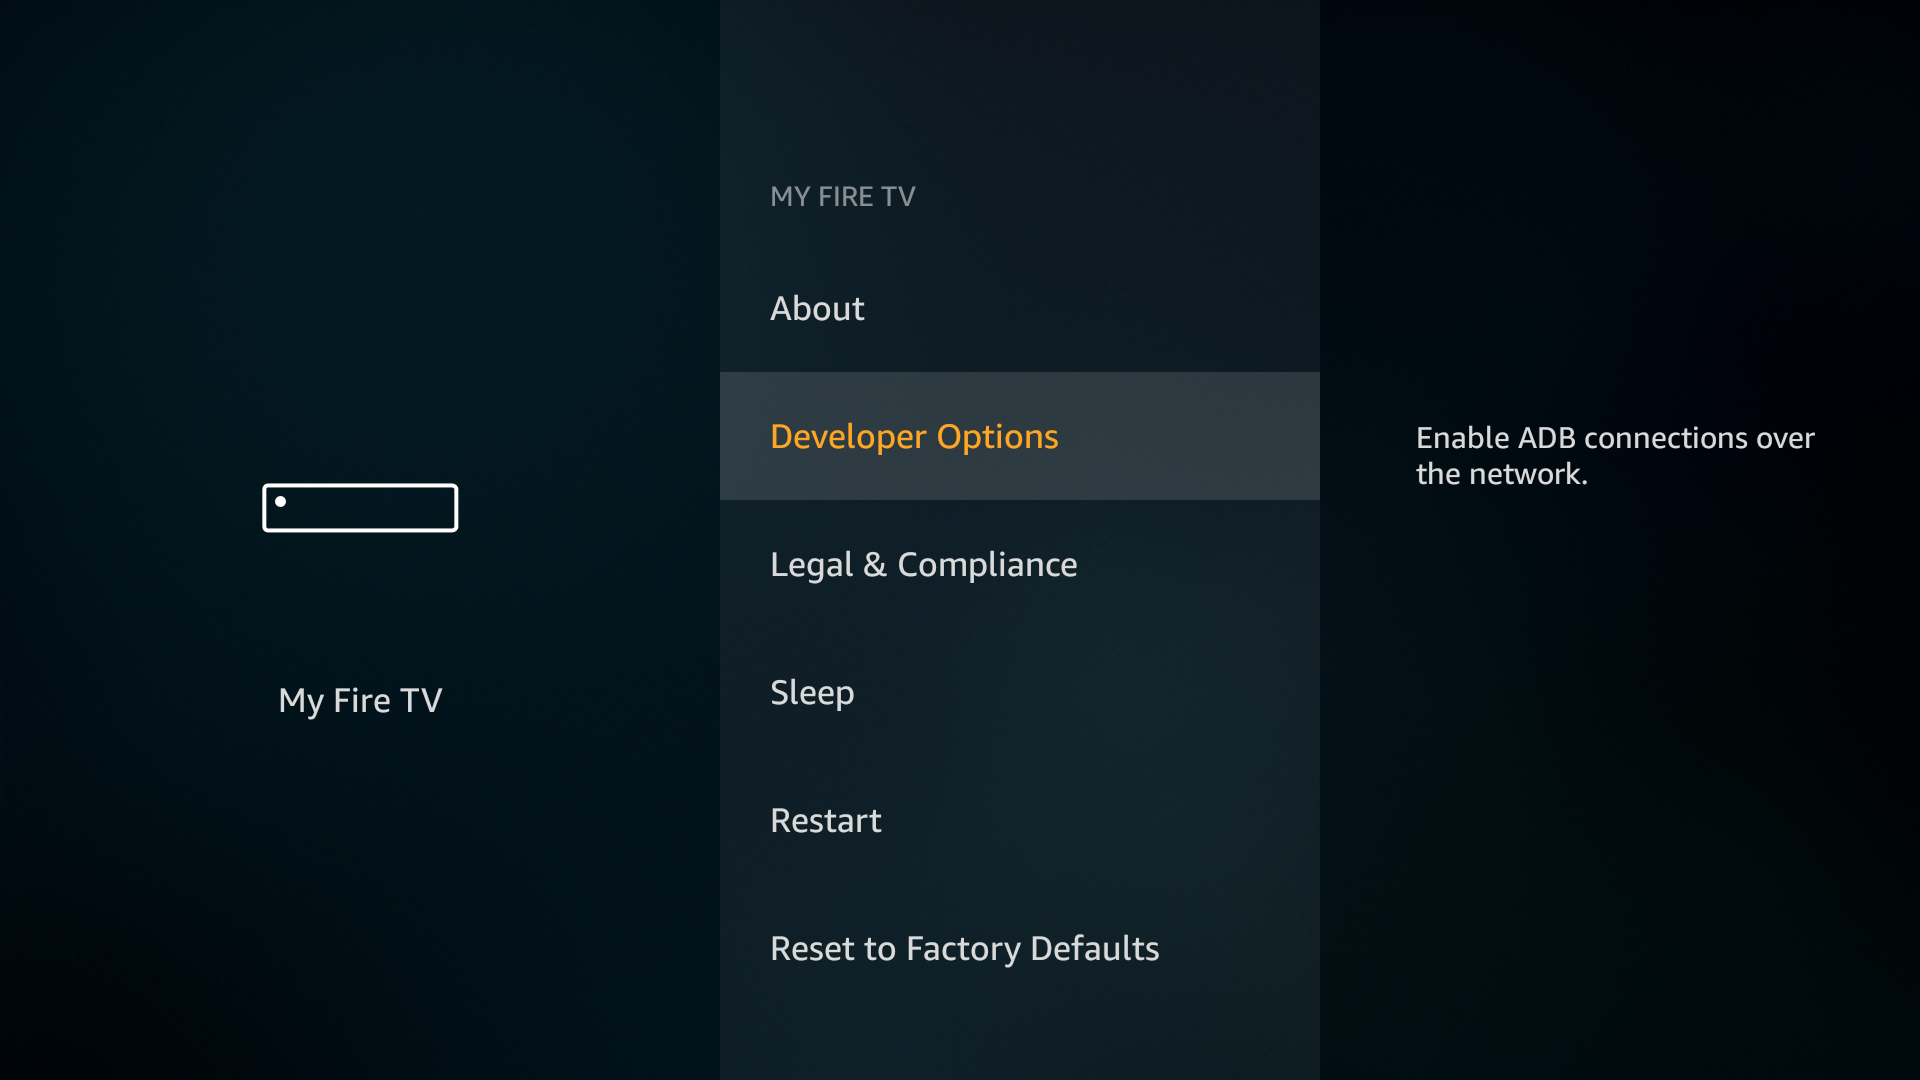 MY FIRE TV
About
Developer Options
Legal & Compliance
Sleep
Restart
Reset to Factory Defaults
My Fire TV
Enable ADB connections over
the network.